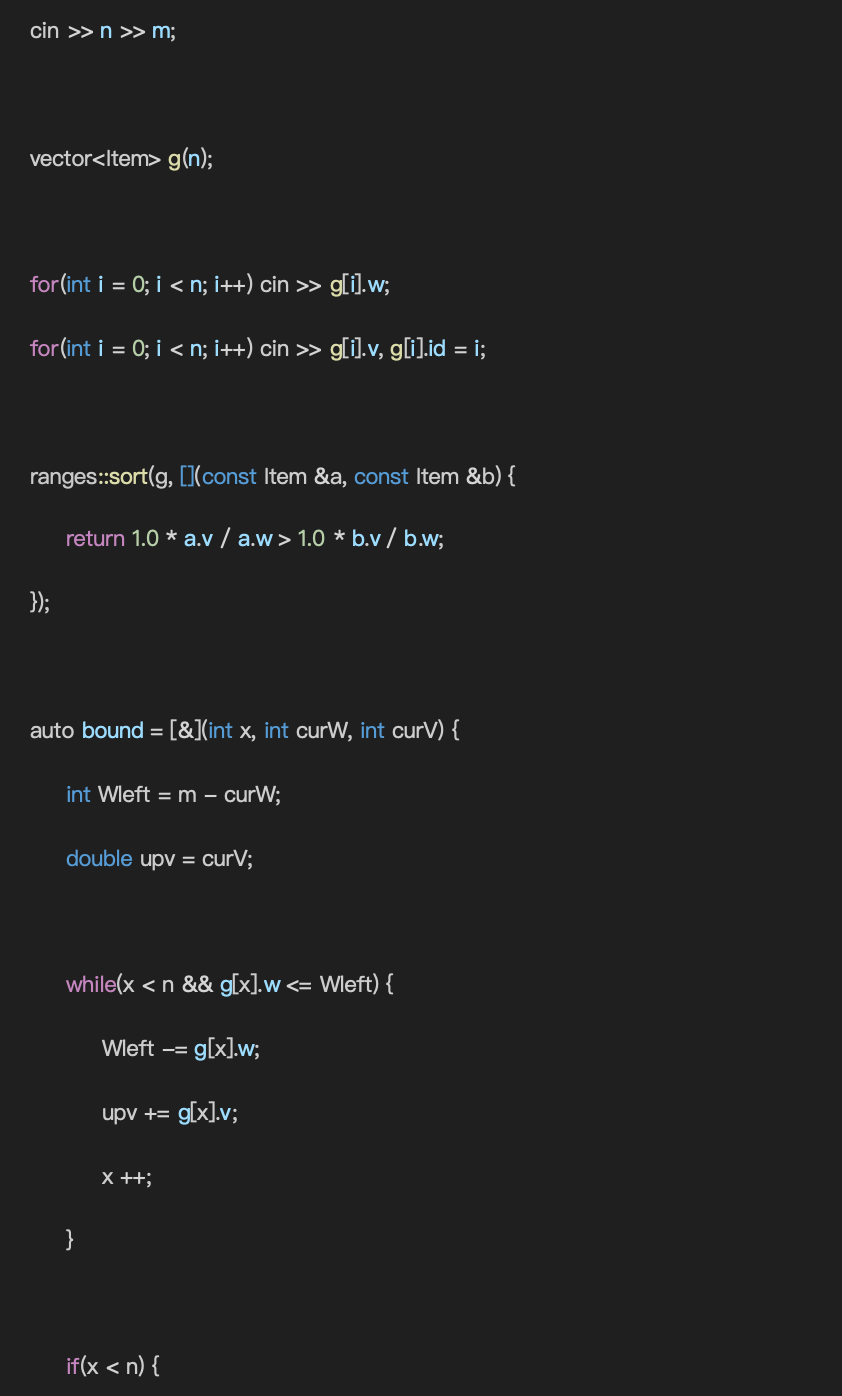 cin >> n >> m;
vector<Item> g(n);
for(int i = 0; i < n; i++) cin >> g[i].w;
for(int i = 0; i < n; i++) cin >> g[i].v, g[i].id = i;
ranges::sort(g, [](const Item &a, const Item &b) {
return 1.0 * a.v / a.w > 1.0 * b.v / b.w;
});
auto bound = [&](int x, int curW, int curV) {
int Wleft = m - curW;
double upv = curV;
while(x < n && g[x].w <= Wleft) {
Wleft -= g[x].w;
upv += g[x].v;
x ++;
}
if(x < n) {